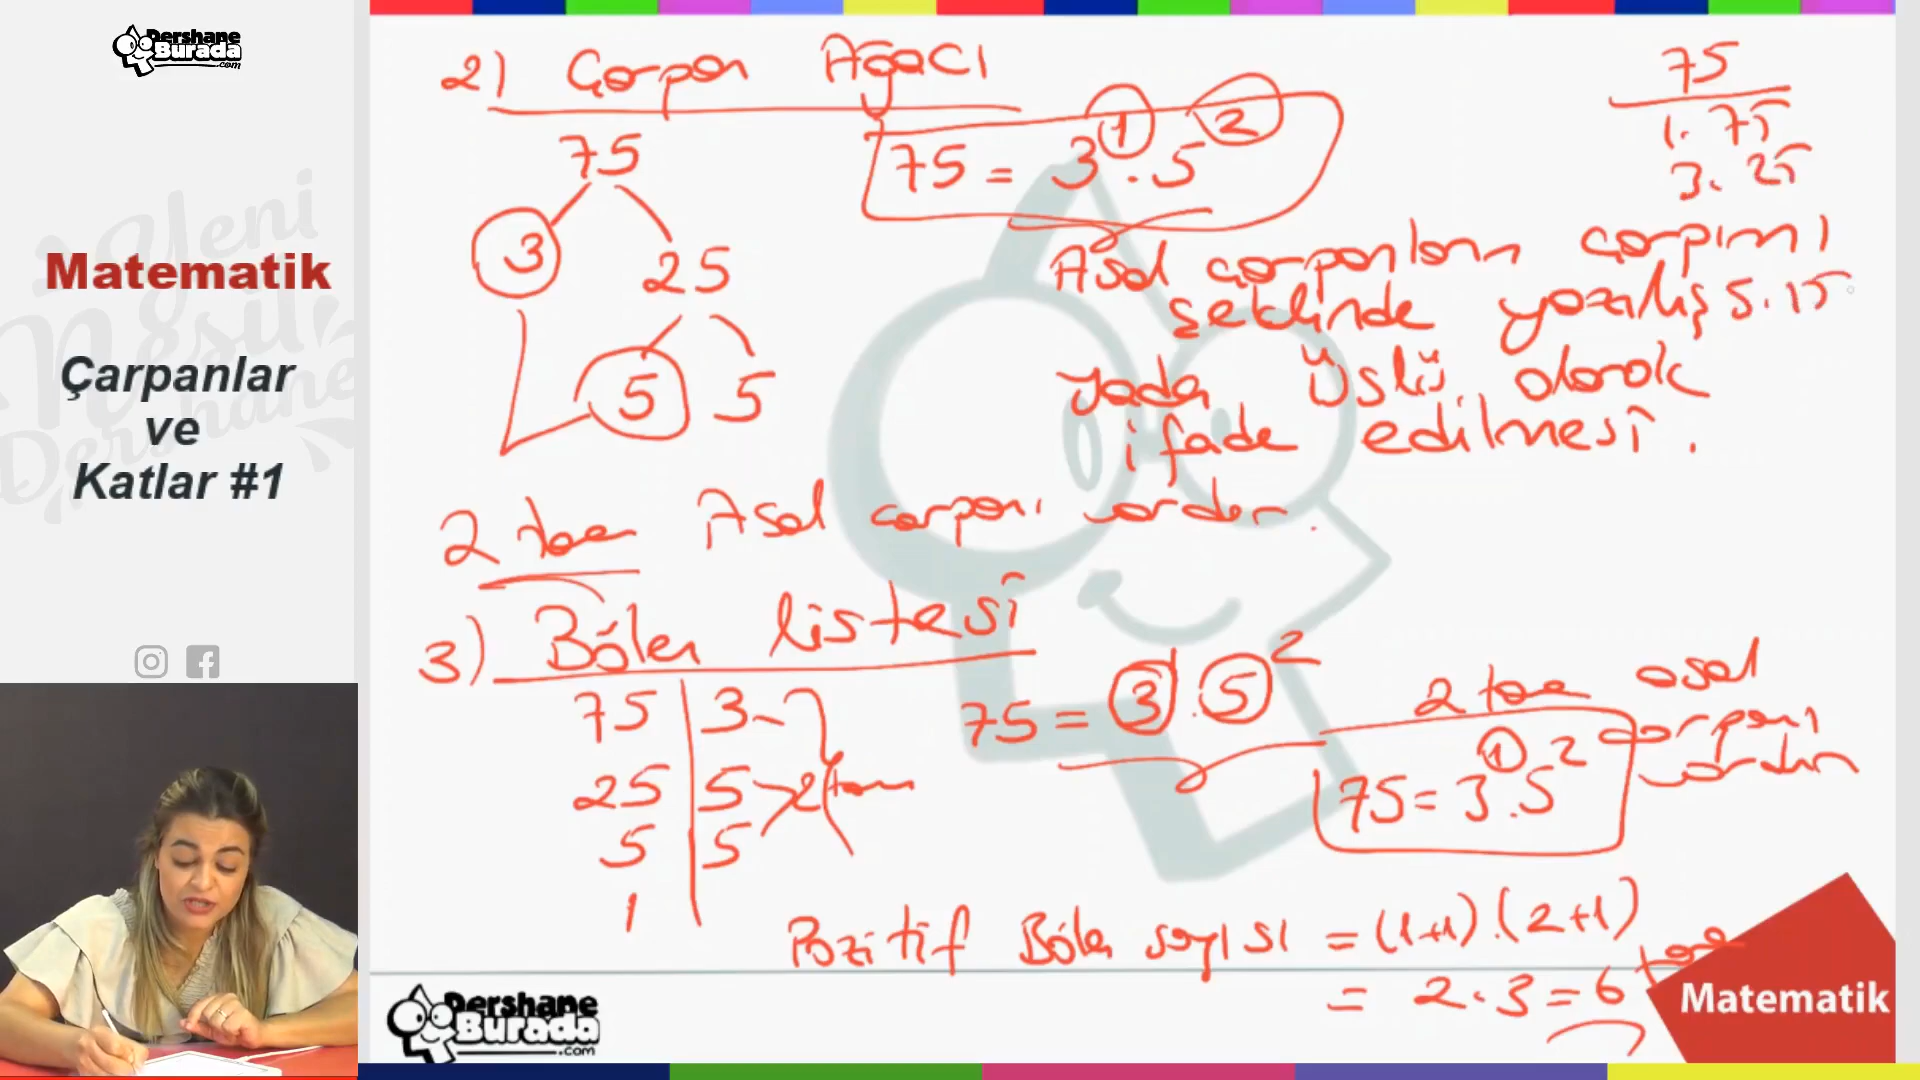 Dershane
Burada
.com
Yeni
Nesil
Dershane
Matematik
Çarpanlar
ve
Katlar #1
2) Çarpan Ağacı
75
3 25
5 5
75 = 3¹ . 5²
75
1. 75
3. 25
5. 15
Asal çarpanların çarpımı
şeklinde yazılış
yada üslü olarak
ifade edilmesi.
2 tane Asal çarpanı vardır.
3) Bölen listesi
75 | 3
25 | 5
5 | 5
1
2 tane
75 = 3¹ . 5²
2 tane asal
çarpanı
vardır
75 = 3¹ . 5²
Pozitif Bölen sayısı = (1+1) . (2+1)
= 2 . 3 = 6 tane
Dershane
Burada
.com
Matematik